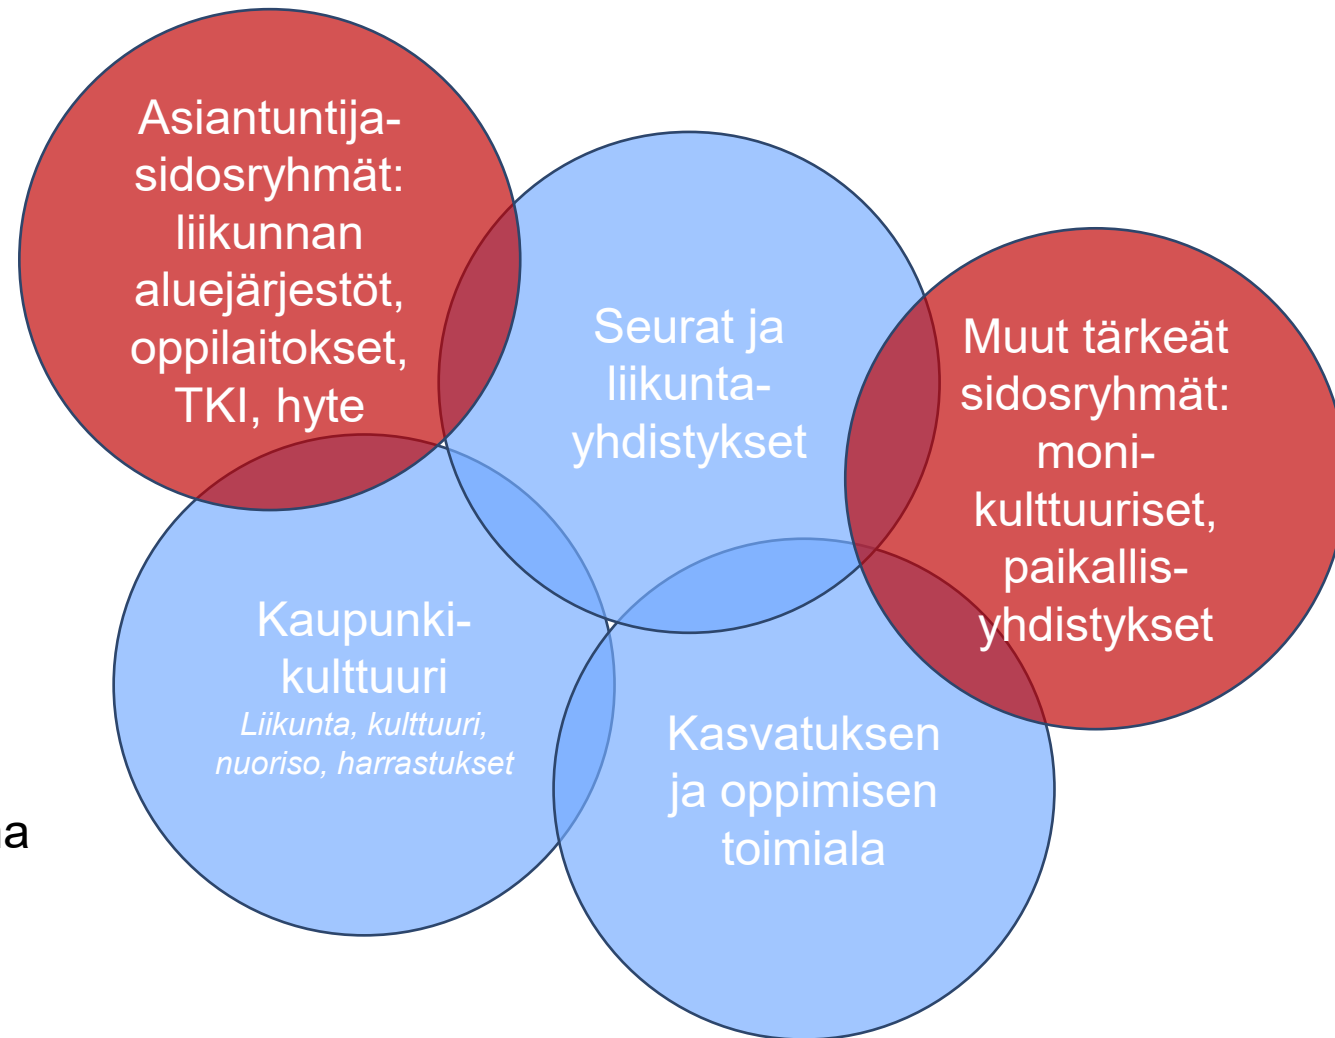 Asiantuntija-
sidosryhmät:
liikunnan
aluejärjestöt,
oppilaitokset,
TKI, hyte
Seurat ja
liikunta-
yhdistykset
Muut tärkeät
sidosryhmät:
moni-
kulttuuriset,
paikallis-
yhdistykset
Kaupunki-
kulttuuri
Liikunta, kulttuuri,
nuoriso, harrastukset
Kasvatuksen
ja oppimisen
toimiala